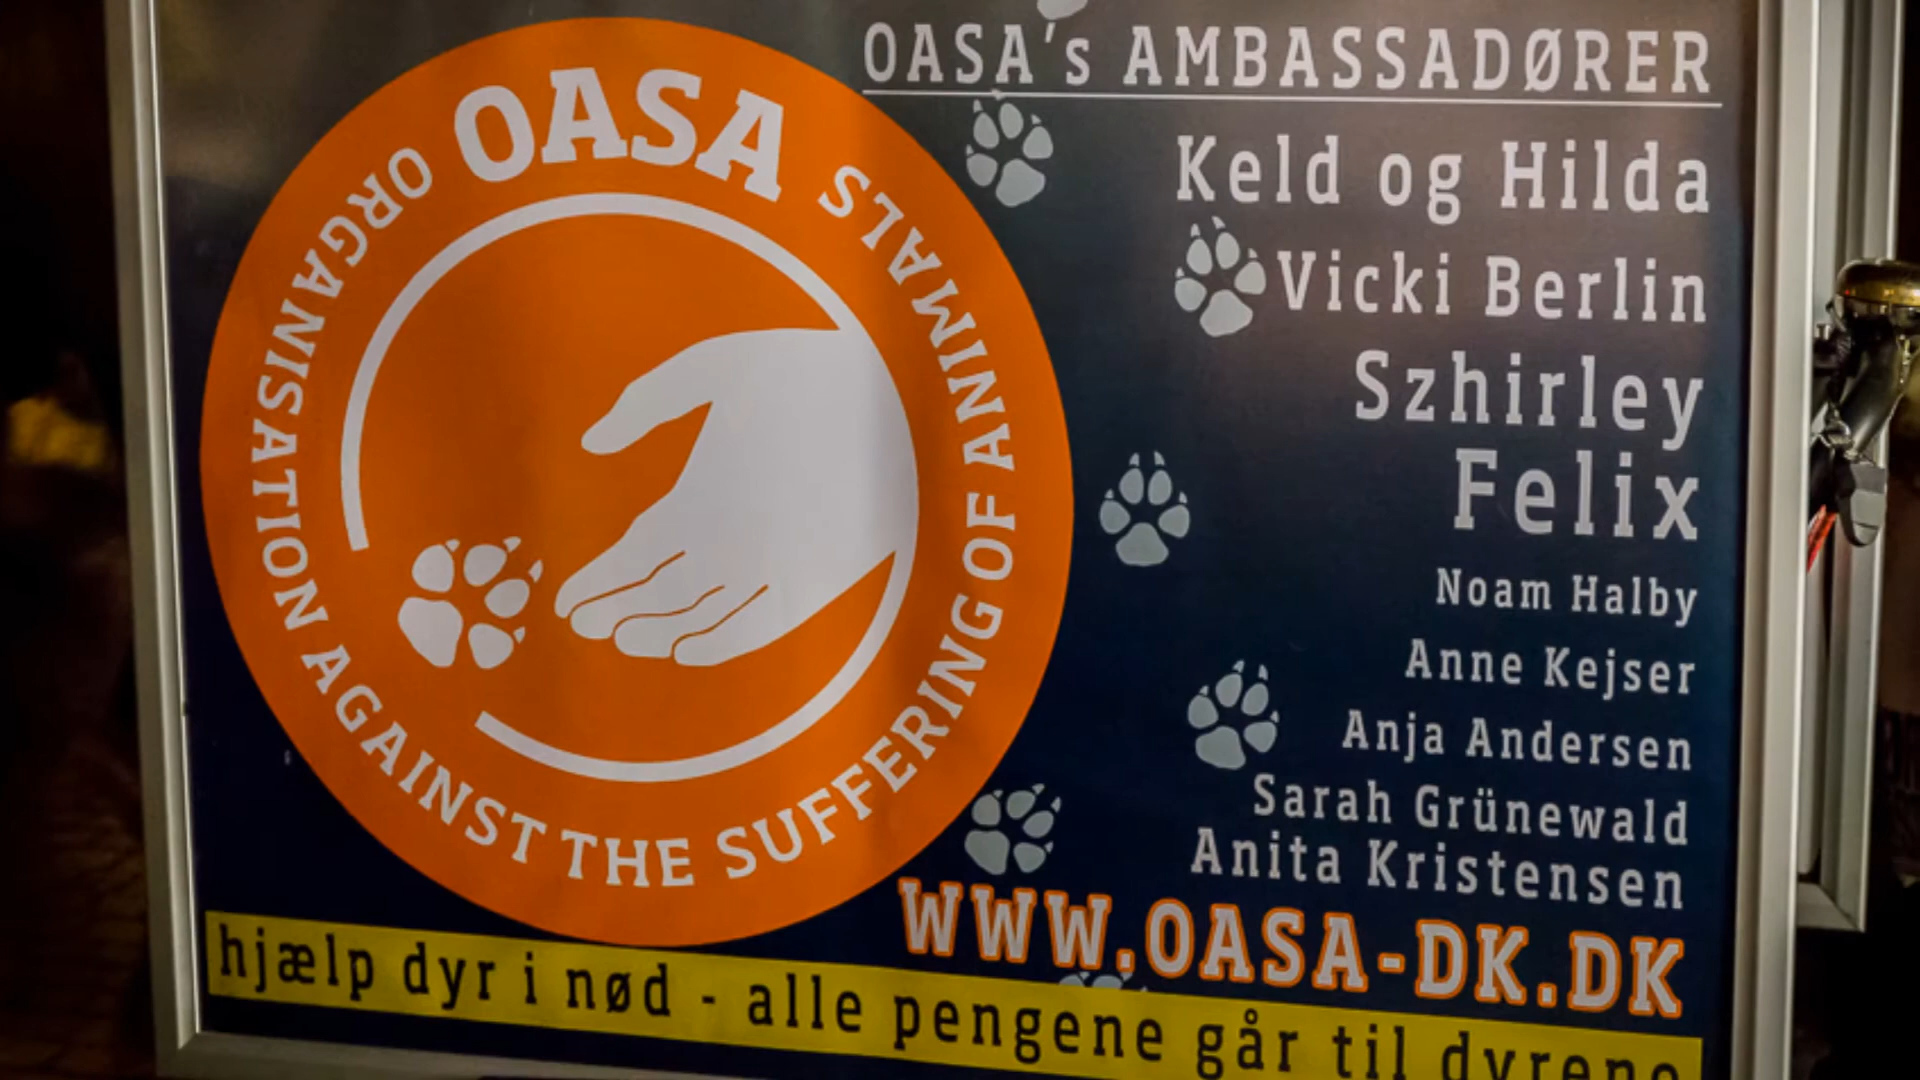 OASA
ORGANISATION AGAINST THE SUFFERING OF ANIMALS
OASA's AMBASSADØRER
Keld og Hilda
Vicki Berlin
Szhirley
Felix
Noam Halby
Anne Kejser
Anja Andersen
Sarah Grünewald
Anita Kristensen
WWW.OASA-DK.DK
hjælp dyr i nød - alle pengene går til dyrene